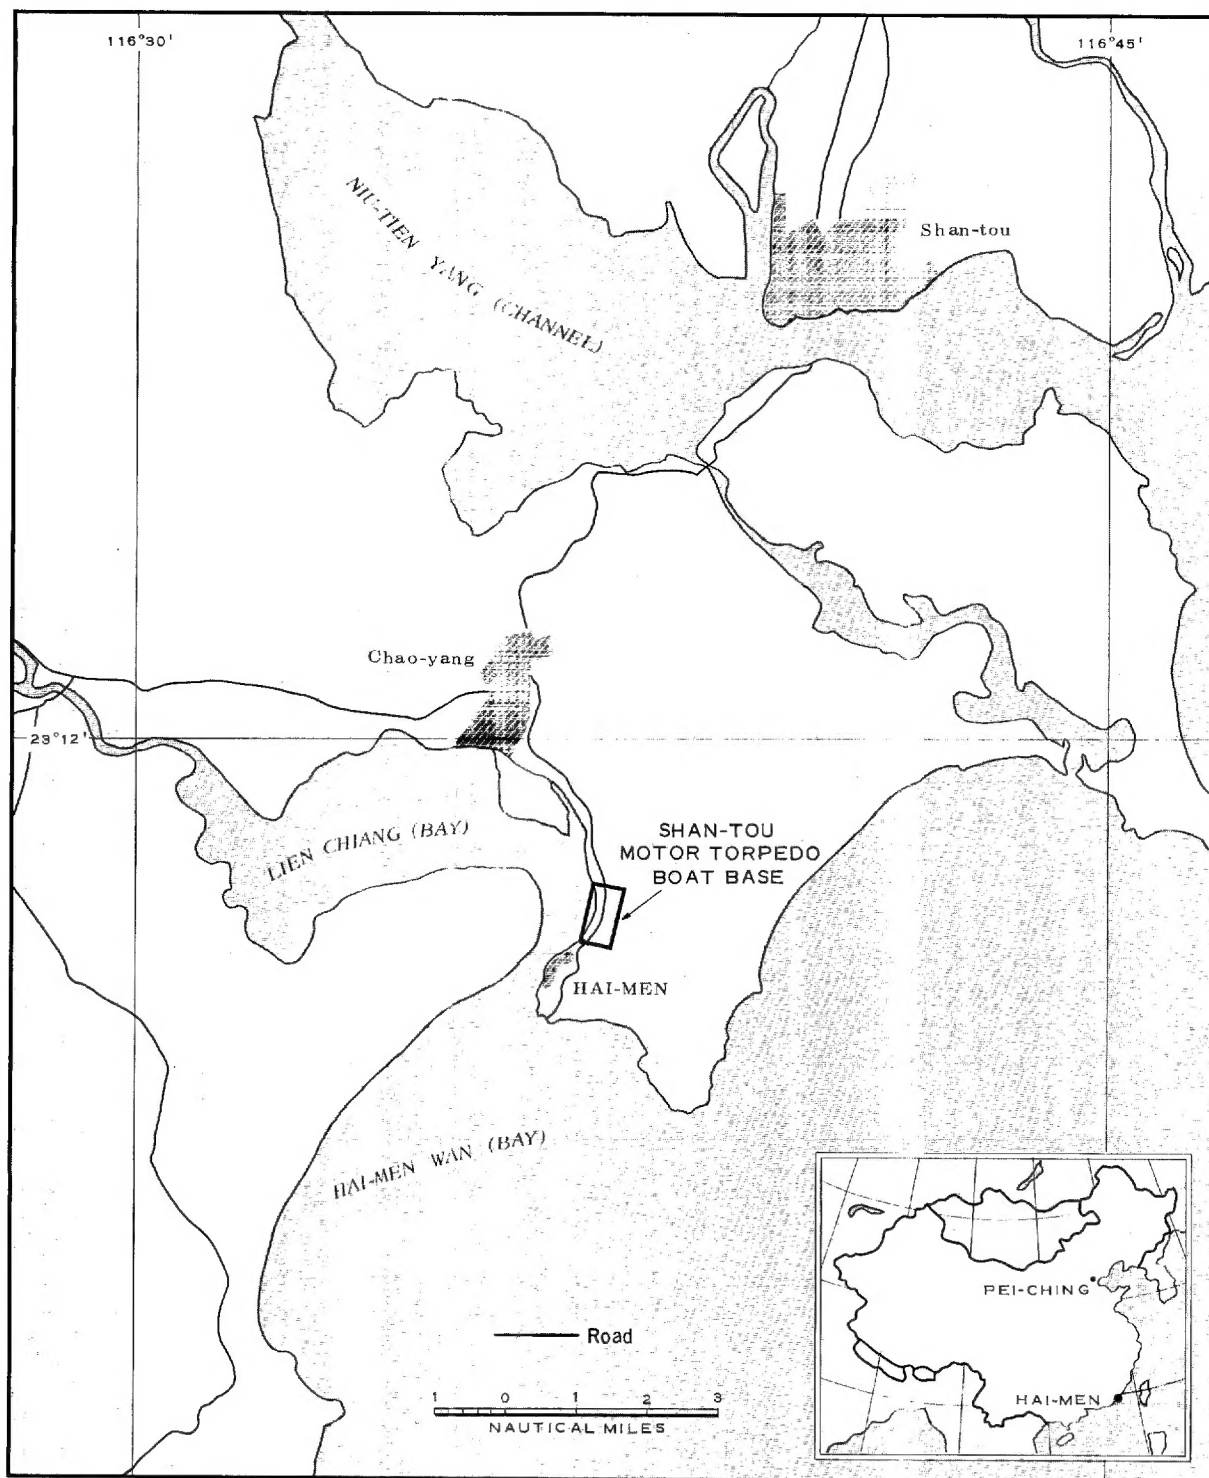 116°30'
116°45'
NIU-TIEN YANG (CHANNEL)
Shan-tou
Chao-yang
23°12'
LIEN CHIANG (BAY)
SHAN-TOU
MOTOR TORPEDO
BOAT BASE
HAI-MEN
HAI-MEN WAN (BAY)
PEI-CHING
Road
HAI-MEN
1 0 1 2 3
NAUTICAL MILES